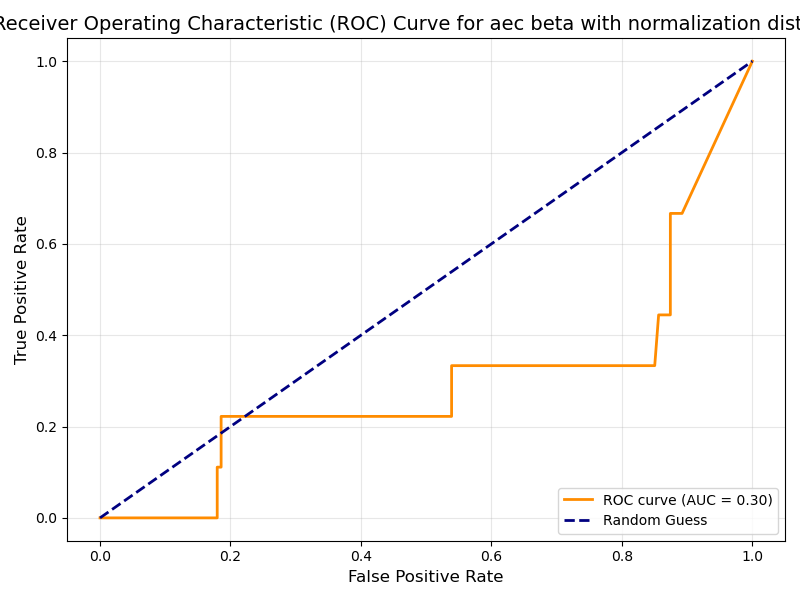 Receiver Operating Characteristic (ROC) Curve for aec beta with normalization dist
1.0
0.8
0.6
0.4
0.2
0.0
True Positive Rate
0.0 0.2 0.4 0.6 0.8 1.0
False Positive Rate
ROC curve (AUC = 0.30)
Random Guess